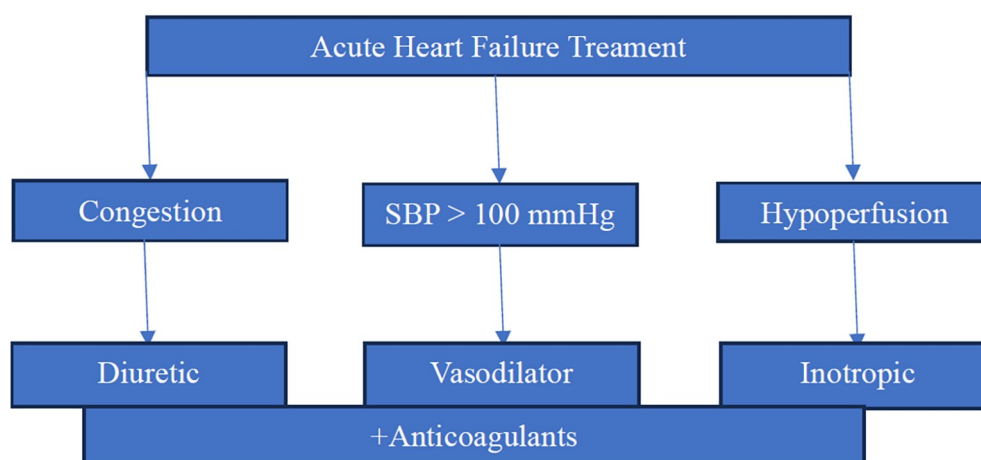 Acute Heart Failure Treament
Congestion
SBP > 100 mmHg
Hypoperfusion
Diuretic
Vasodilator
Inotropic
+Anticoagulants